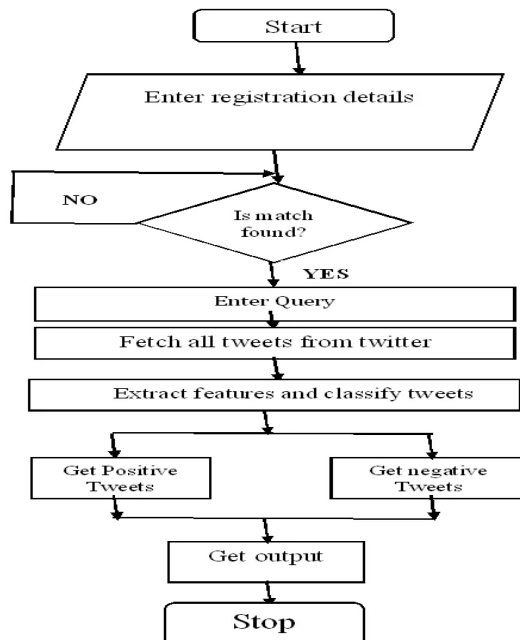 Start
Enter registration details
NO
Is match
found?
YES
Enter Query
Fetch all tweets from twitter
Extract features and classify tweets
Get Positive
Tweets
Get negative
Tweets
Get output
Stop